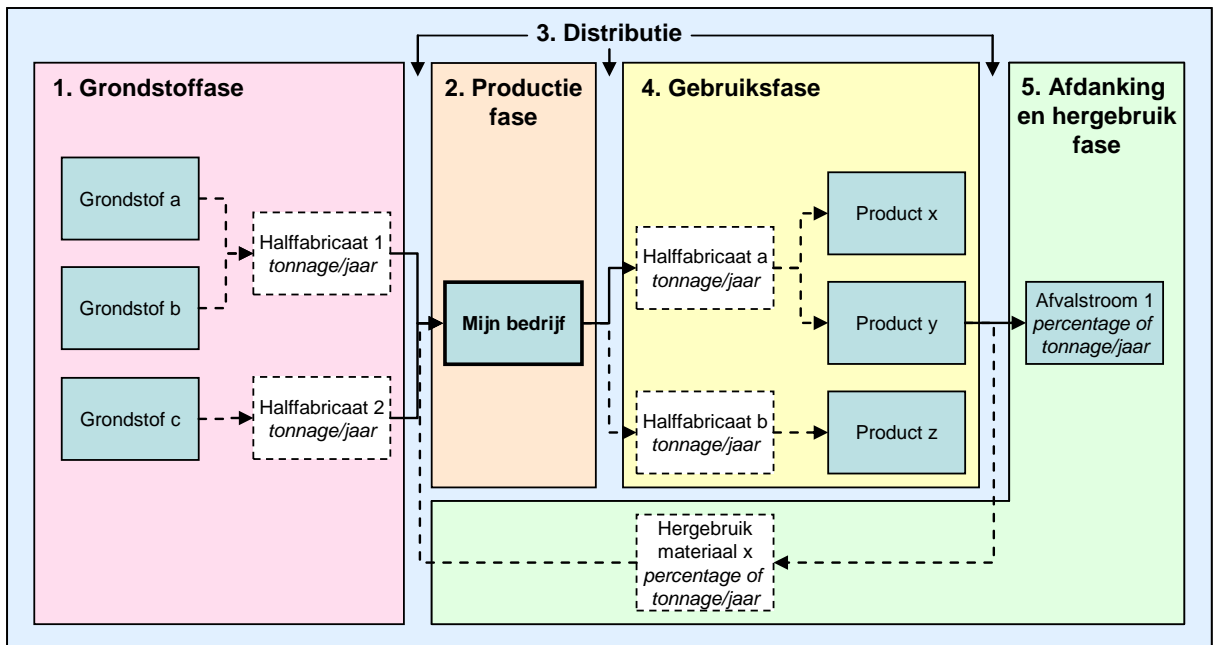 3. Distributie
1. Grondstoffase
Grondstof a
Grondstof b
Grondstof c
Halffabricaat 1
tonnage/jaar
Halffabricaat 2
tonnage/jaar
2. Productie
fase
Mijn bedrijf
4. Gebruiksfase
Halffabricaat a
tonnage/jaar
Halffabricaat b
tonnage/jaar
Product x
Product y
Product z
5. Afdanking
en hergebruik
fase
Afvalstroom 1
percentage of
tonnage/jaar
Hergebruik
materiaal x
percentage of
tonnage/jaar